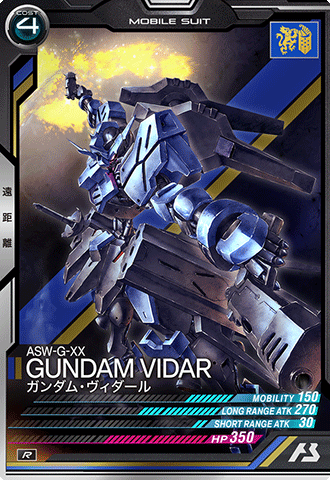 MOBILE SUIT
COST
4
遠距離
ASW-G-XX
GUNDAM VIDAR
ガンダム・ヴィダール
MOBILITY 150
LONG RANGE ATK 270
SHORT RANGE ATK 30
HP 350
R